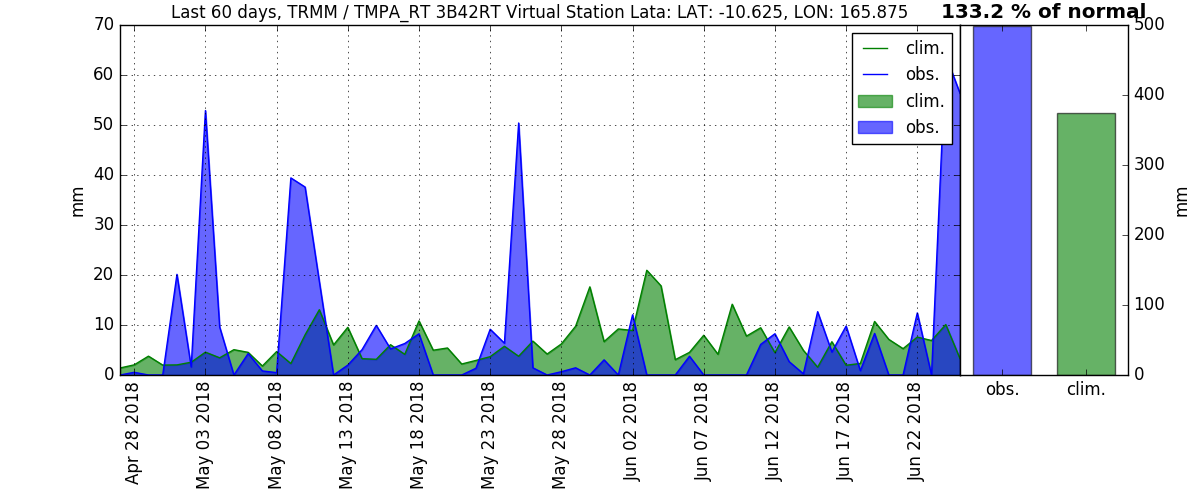 Last 60 days, TRMM / TMPA_RT 3B42RT Virtual Station Lata: LAT: -10.625, LON: 165.875
133.2 % of normal
70
60
50
40
30
20
10
0
mm
clim.
obs.
clim.
obs.
500
400
300
200
100
0
mm
obs.
clim.
Apr 28 2018
May 03 2018
May 08 2018
May 13 2018
May 18 2018
May 23 2018
May 28 2018
Jun 02 2018
Jun 07 2018
Jun 12 2018
Jun 17 2018
Jun 22 2018